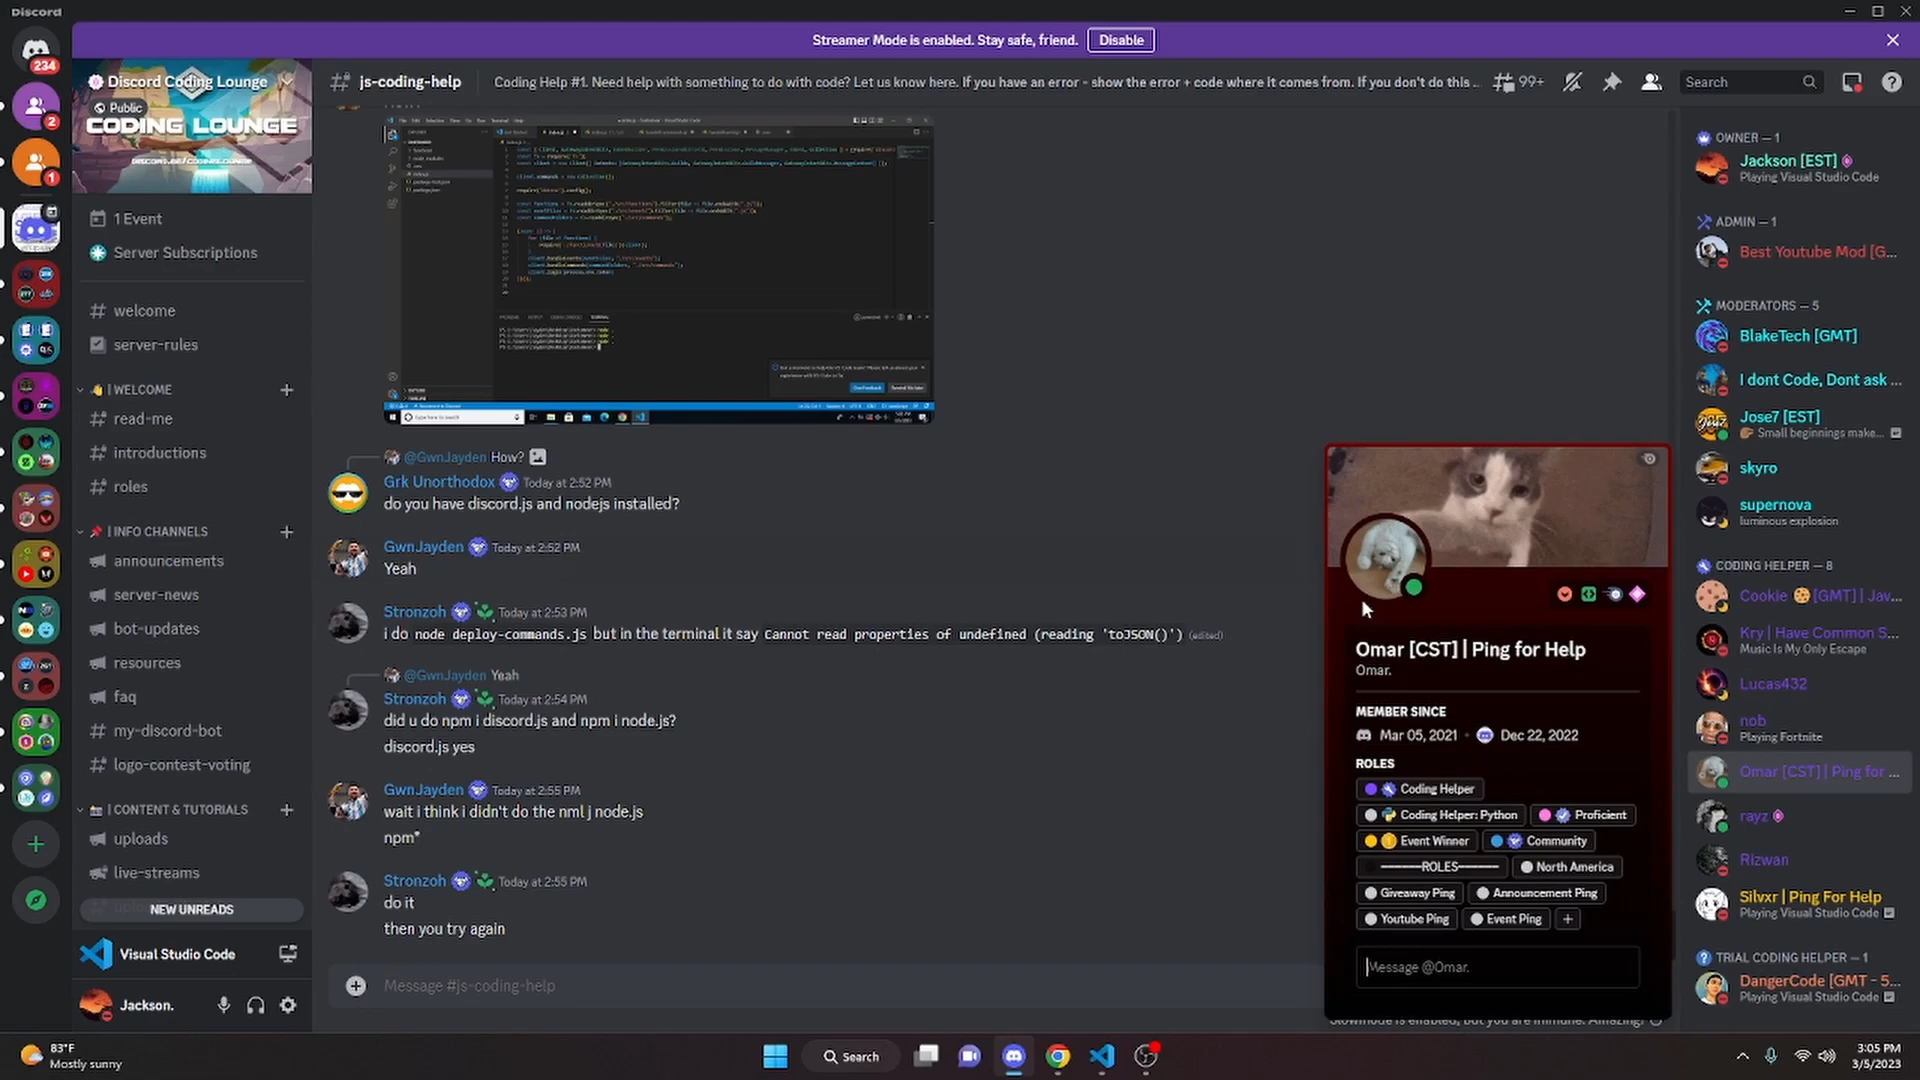 Discord
Streamer Mode is enabled. Stay safe, friend.
Disable
234
2
1
Discord Coding Lounge
Public
CODING LOUNGE
1 Event
Server Subscriptions
welcome
server-rules
| WELCOME
read-me
introductions
roles
| INFO CHANNELS
announcements
server-news
bot-updates
resources
faq
my-discord-bot
logo-contest-voting
| CONTENT & TUTORIALS
uploads
live-streams
NEW UNREADS
Visual Studio Code
Jackson.
js-coding-help
Coding Help #1. Need help with something to do with code? Let us know here. If you have an error - show the error + code where it comes from. If you don't do this ...
99+
Search
@GwnJayden How?
Grk Unorthodox Today at 2:52 PM
do you have discord.js and nodejs installed?
GwnJayden Today at 2:52 PM
Yeah
Stronzoh Today at 2:53 PM
i do node deploy-commands.js but in the terminal it say Cannot read properties of undefined (reading 'toJSON()') (edited)
@GwnJayden Yeah
Stronzoh Today at 2:54 PM
did u do npm i discord.js and npm i node.js?
discord.js yes
GwnJayden Today at 2:55 PM
wait i think i didn't do the nml j node.js
npm*
Stronzoh Today at 2:55 PM
do it
then you try again
Message #js-coding-help
Slowmode is enabled, but you are immune. Amazing!
Omar [CST] | Ping for Help
Omar.
MEMBER SINCE
Mar 05, 2021 • Dec 22, 2022
ROLES
Coding Helper
Coding Helper: Python
Proficient
Event Winner
Community
————ROLES————
North America
Giveaway Ping
Announcement Ping
Youtube Ping
Event Ping
+
Message @Omar.
OWNER — 1
Jackson [EST]
Playing Visual Studio Code
ADMIN — 1
Best Youtube Mod [G...
MODERATORS — 5
BlakeTech [GMT]
I dont Code, Dont ask ...
Jose7 [EST]
Small beginnings make...
skyro
supernova
luminous explosion
CODING HELPER — 8
Cookie [GMT] | Jav...
Kry | Have Common S...
Music Is My Only Escape
Lucas432
nob
Playing Fortnite
Omar [CST] | Ping for ...
rayz
Rizwan
Silvxr | Ping For Help
Playing Visual Studio Code
TRIAL CODING HELPER — 1
DangerCode [GMT - 5...
Playing Visual Studio Code
83°F
Mostly sunny
Search
3:05 PM
3/5/2023